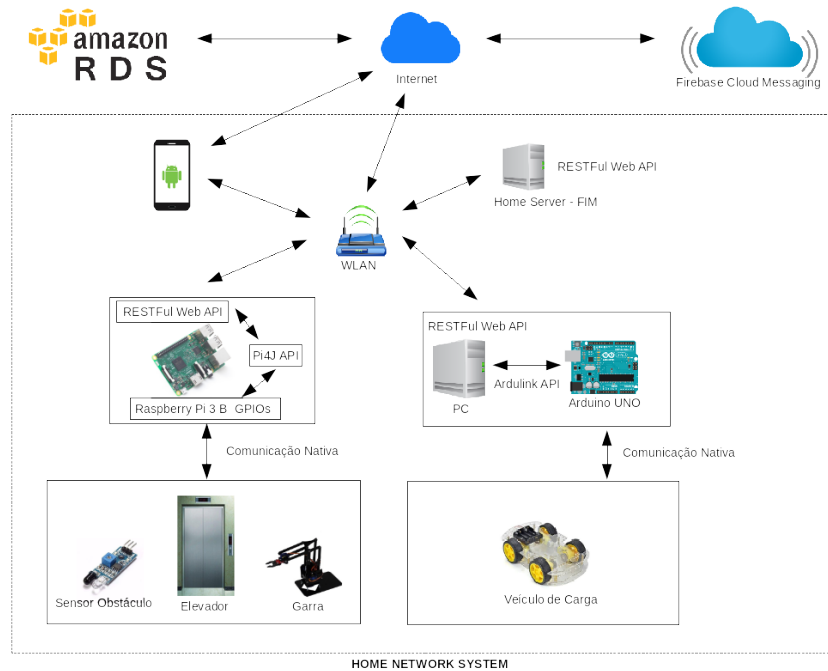 amazon
RDS
Internet
Firebase Cloud Messaging
RESTFul Web API
Home Server - FIM
WLAN
RESTFul Web API
Pi4J API
Raspberry Pi 3 B GPIOs
RESTFul Web API
Ardulink API
PC
Arduino UNO
Comunicação Nativa
Comunicação Nativa
Sensor Obstáculo
Elevador
Garra
Veículo de Carga
HOME NETWORK SYSTEM